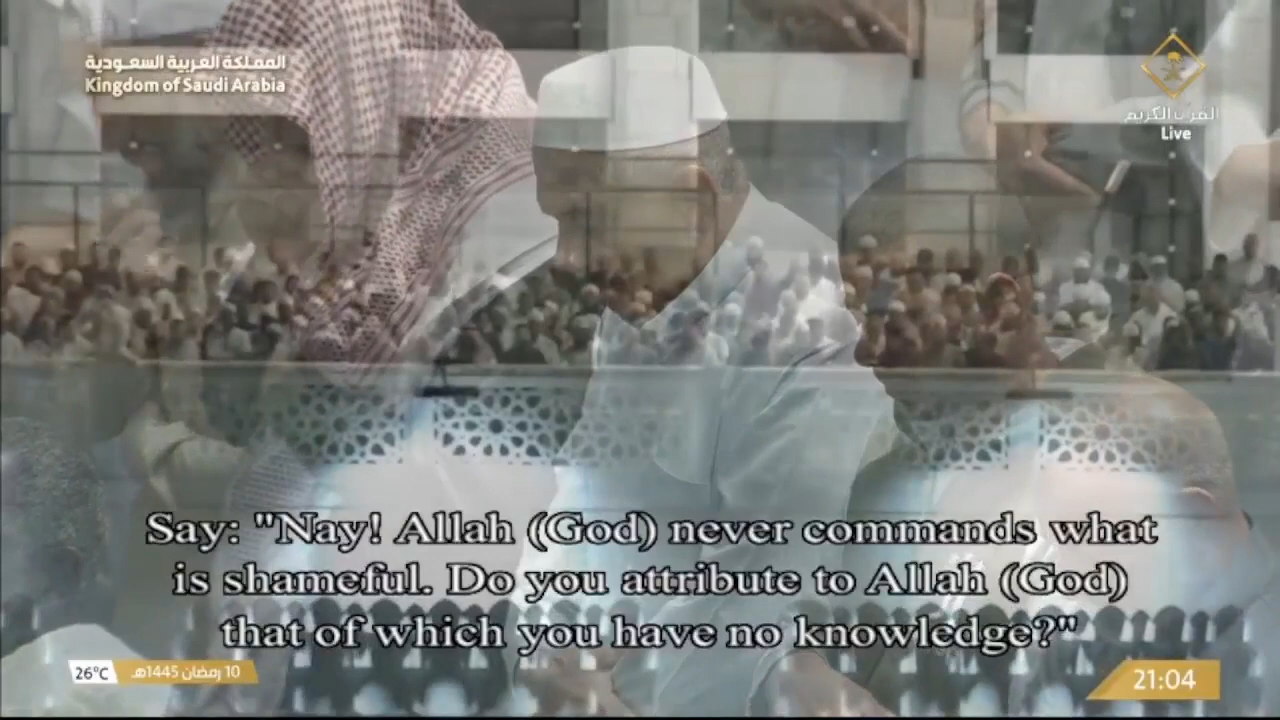 المملكة العربية السعودية
Kingdom of Saudi Arabia
القرآن الكريم
Live
Say: "Nay! Allah (God) never commands what
is shameful. Do you attribute to Allah (God)
that of which you have no knowledge?"
26°C
10 رمضان 1445هـ
21:04